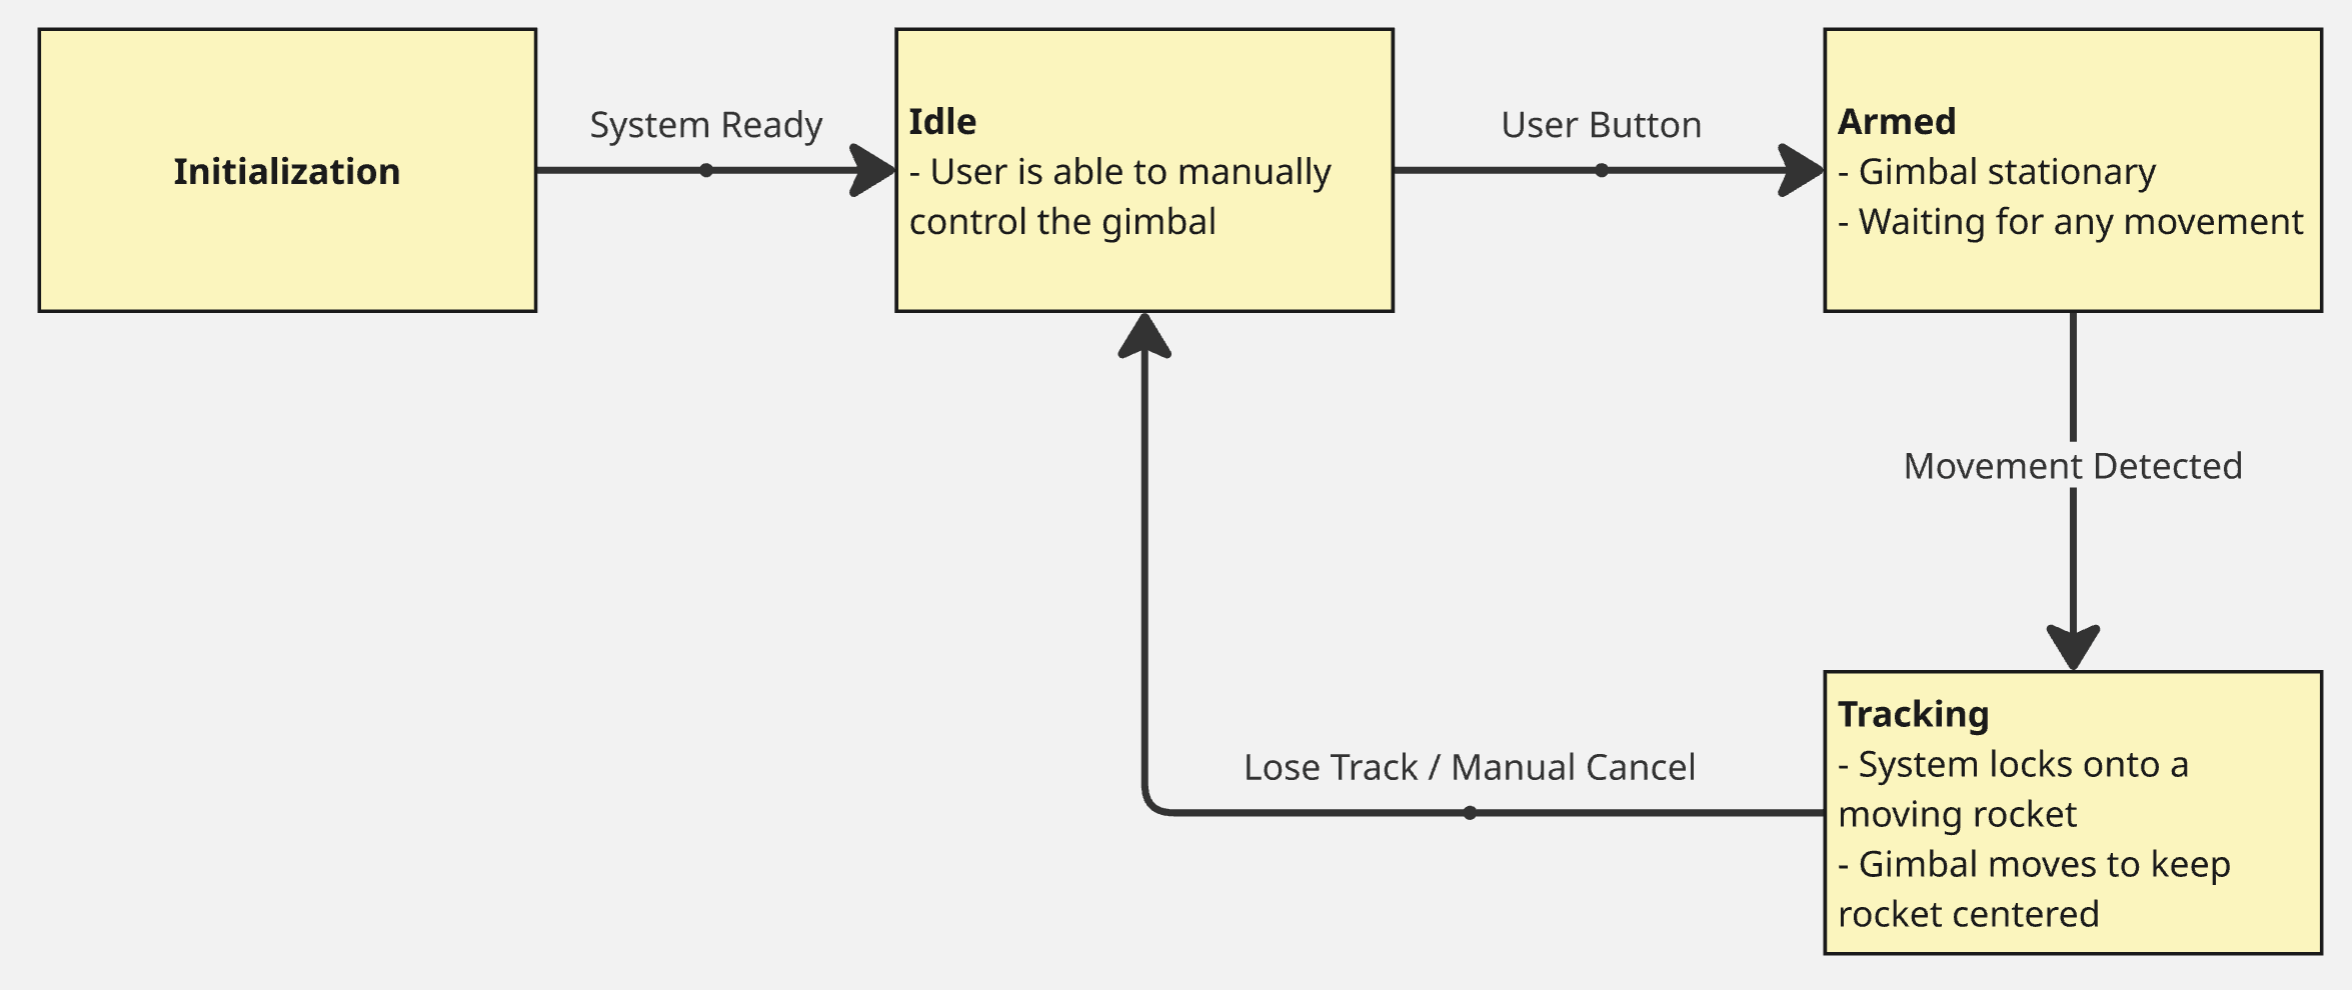 Initialization
System Ready
Idle
- User is able to manually
control the gimbal
User Button
Armed
- Gimbal stationary
- Waiting for any movement
Movement Detected
Tracking
- System locks onto a
moving rocket
- Gimbal moves to keep
rocket centered
Lose Track / Manual Cancel